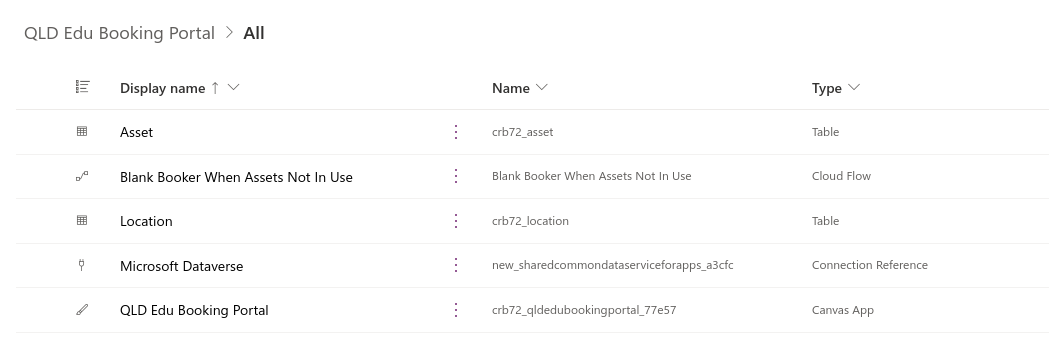 QLD Edu Booking Portal > All
Display name ↑ Name Type
Asset crb72_asset Table
Blank Booker When Assets Not In Use Blank Booker When Assets Not In Use Cloud Flow
Location crb72_location Table
Microsoft Dataverse new_sharedcommondataserviceforapps_a3cfc Connection Reference
QLD Edu Booking Portal crb72_qldedubookingportal_77e57 Canvas App